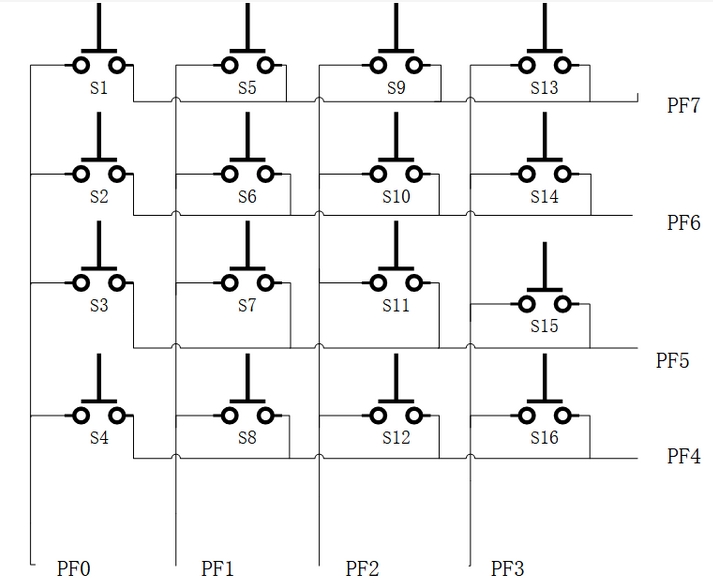 S1 S5 S9 S13
PF7
S2 S6 S10 S14
PF6
S3 S7 S11
S15
PF5
S4 S8 S12 S16
PF4
PF0 PF1 PF2 PF3